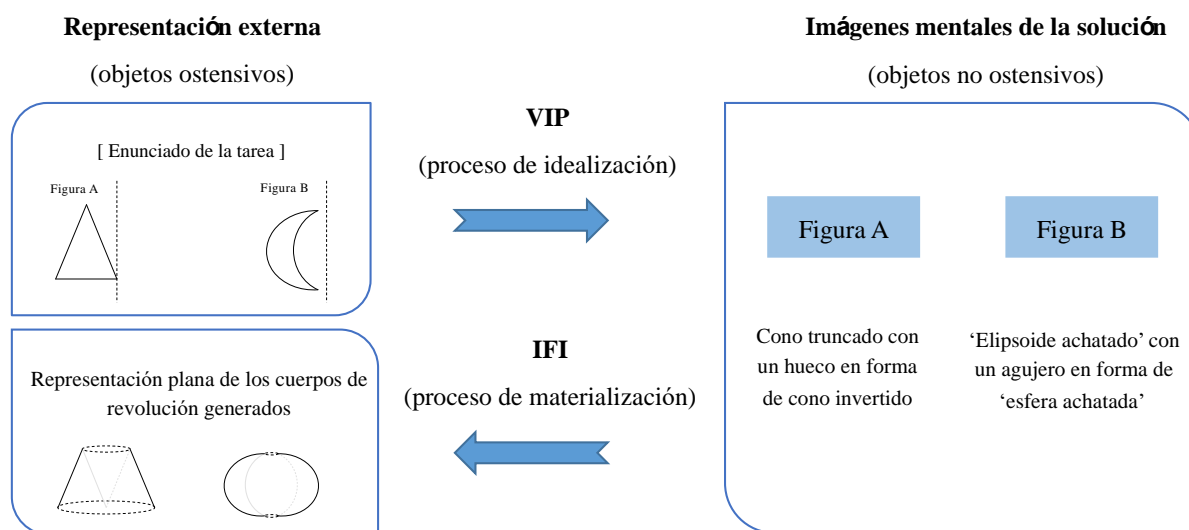 Representación externa
(objetos ostensivos)
[ Enunciado de la tarea ]
Figura A
Figura B
Representación plana de los cuerpos de
revolución generados
VIP
(proceso de idealización)
IFI
(proceso de materialización)
Imágenes mentales de la solución
(objetos no ostensivos)
Figura A
Figura B
Cono truncado con
un hueco en forma
de cono invertido
‘Elipsoide achatado’ con
un agujero en forma de
‘esfera achatada’